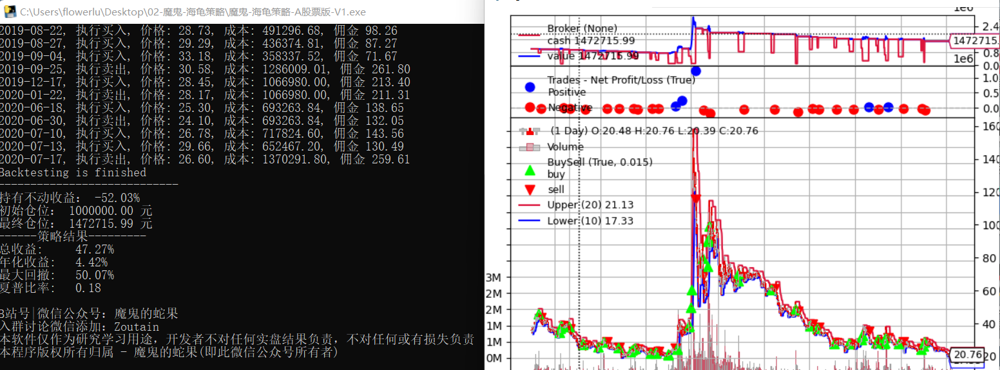 C:\Users\flowerlu\Desktop\02-魔鬼-海龟策略\魔鬼-海龟策略-A股票版-V1.exe
2019-08-22, 执行买入, 价格: 28.73, 成本: 491296.68, 佣金 98.26
2019-08-27, 执行买入, 价格: 29.29, 成本: 436374.81, 佣金 87.27
2019-09-04, 执行买入, 价格: 33.18, 成本: 358337.52, 佣金 71.67
2019-09-25, 执行卖出, 价格: 30.58, 成本: 1286009.01, 佣金 261.80
2019-12-17, 执行买入, 价格: 28.45, 成本: 1066980.00, 佣金 213.40
2020-01-22, 执行卖出, 价格: 28.17, 成本: 1066980.00, 佣金 211.31
2020-06-18, 执行买入, 价格: 25.30, 成本: 693263.84, 佣金 138.65
2020-06-30, 执行卖出, 价格: 24.10, 成本: 693263.84, 佣金 132.05
2020-07-10, 执行买入, 价格: 26.78, 成本: 717824.60, 佣金 143.56
2020-07-13, 执行买入, 价格: 29.66, 成本: 652467.20, 佣金 130.49
2020-07-17, 执行卖出, 价格: 26.60, 成本: 1370291.80, 佣金 259.61
Backtesting is finished
----------------------------
持有不动收益: -52.03%
初始仓位: 1000000.00 元
最终仓位: 1472715.99 元
------策略结果---------
总收益: 47.27%
年化收益: 4.42%
最大回撤: 50.07%
夏普比率: 0.18
B站号|微信公众号: 魔鬼的蛇果
入群讨论微信添加: Zoutain
本软件仅作为研究学习用途，开发者不对任何实盘结果负责，不对任何或有损失负责
本程序版权所有归属 - 魔鬼的蛇果(即此微信公众号所有者)
1e6
Broker (None)
cash 1472715.99
value 1472715.99
2.4
1472715.
0.8
1e6
0.0
Trades - Net Profit/Loss (True)
Positive
Negative
1.0
0.5
0.0
(1 Day) O:20.48 H:20.76 L:20.39 C:20.76
Volume
BuySell (True, 0.015)
buy
sell
Upper (20) 21.13
Lower (10) 17.33
160
140
120
100
80
60
40
20
20.76
3M
2M
2M
1M
1M
0M